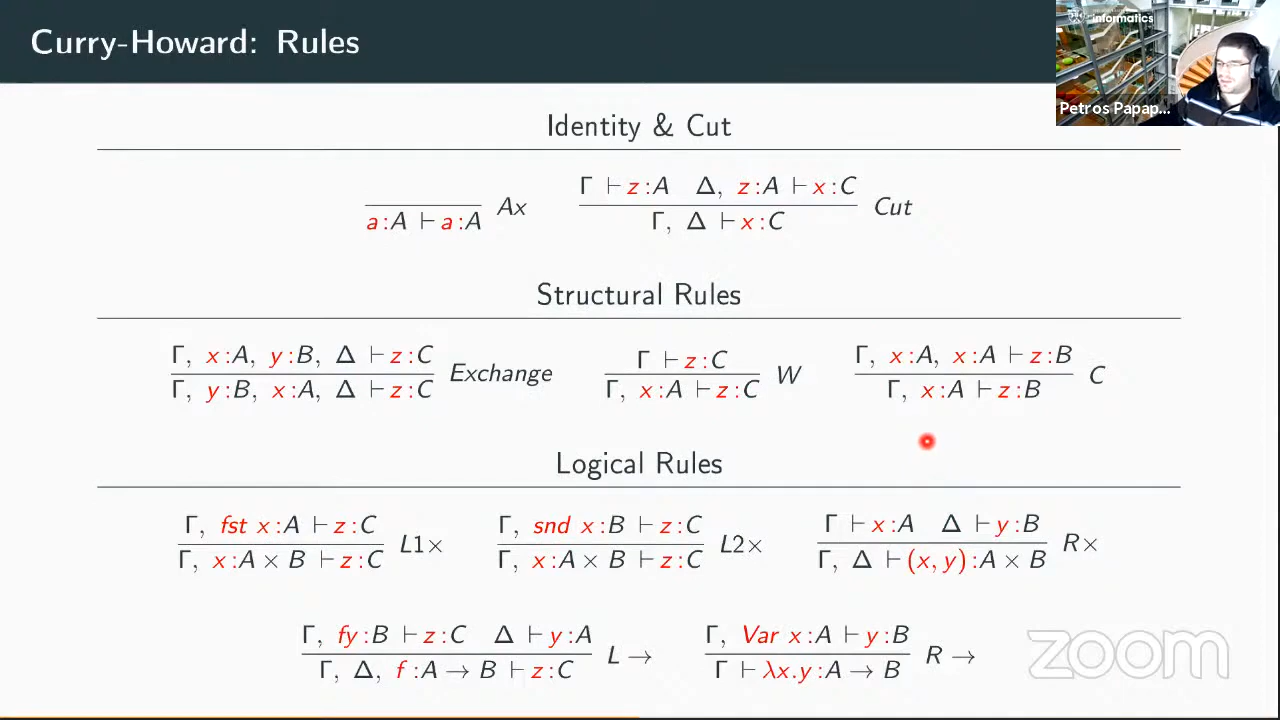 Curry-Howard: Rules
informatics
Petros Papap...
Identity & Cut
a : A ⊢ a : A Ax
Γ ⊢ z : A Δ, z : A ⊢ x : C
Γ, Δ ⊢ x : C Cut
Structural Rules
Γ, x : A, y : B, Δ ⊢ z : C
Γ, y : B, x : A, Δ ⊢ z : C Exchange
Γ ⊢ z : C
Γ, x : A ⊢ z : C W
Γ, x : A, x : A ⊢ z : B
Γ, x : A ⊢ z : B C
Logical Rules
Γ, fst x : A ⊢ z : C
Γ, x : A × B ⊢ z : C L1×
Γ, snd x : B ⊢ z : C
Γ, x : A × B ⊢ z : C L2×
Γ ⊢ x : A Δ ⊢ y : B
Γ, Δ ⊢ (x, y) : A × B R×
Γ, fy : B ⊢ z : C Δ ⊢ y : A
Γ, Δ, f : A → B ⊢ z : C L →
Γ, Var x : A ⊢ y : B
Γ ⊢ λx.y : A → B R →
zoom